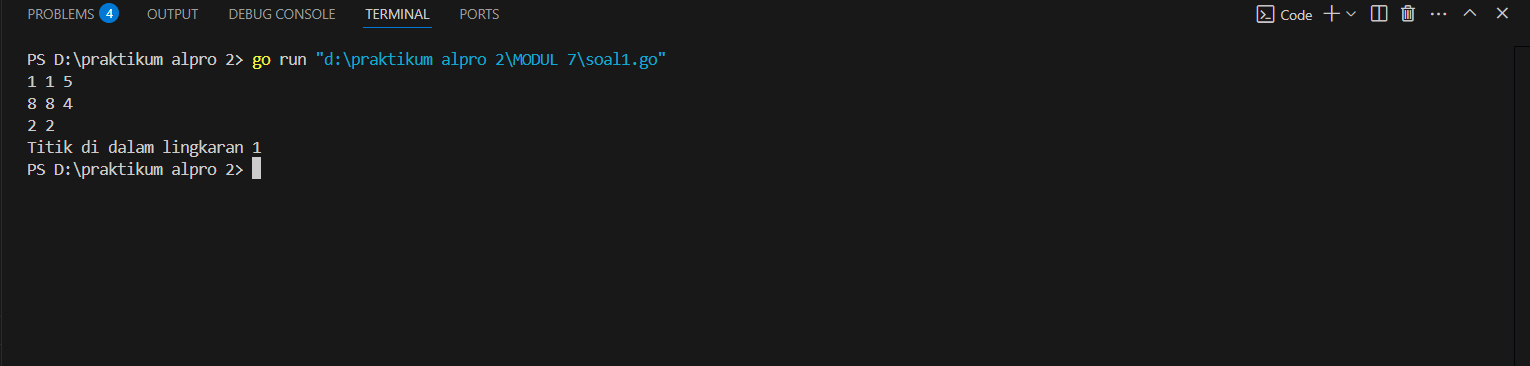 PROBLEMS 4 OUTPUT DEBUG CONSOLE TERMINAL PORTS Code
PS D:\praktikum alpro 2> go run "d:\praktikum alpro 2\MODUL 7\soal1.go"
1 1 5
8 8 4
2 2
Titik di dalam lingkaran 1
PS D:\praktikum alpro 2>